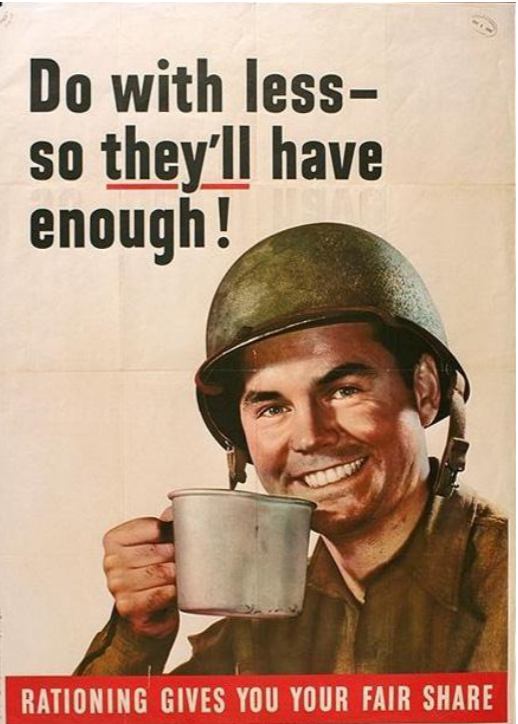 Do with less–
so they'll have
enough!
RATIONING GIVES YOU YOUR FAIR SHARE